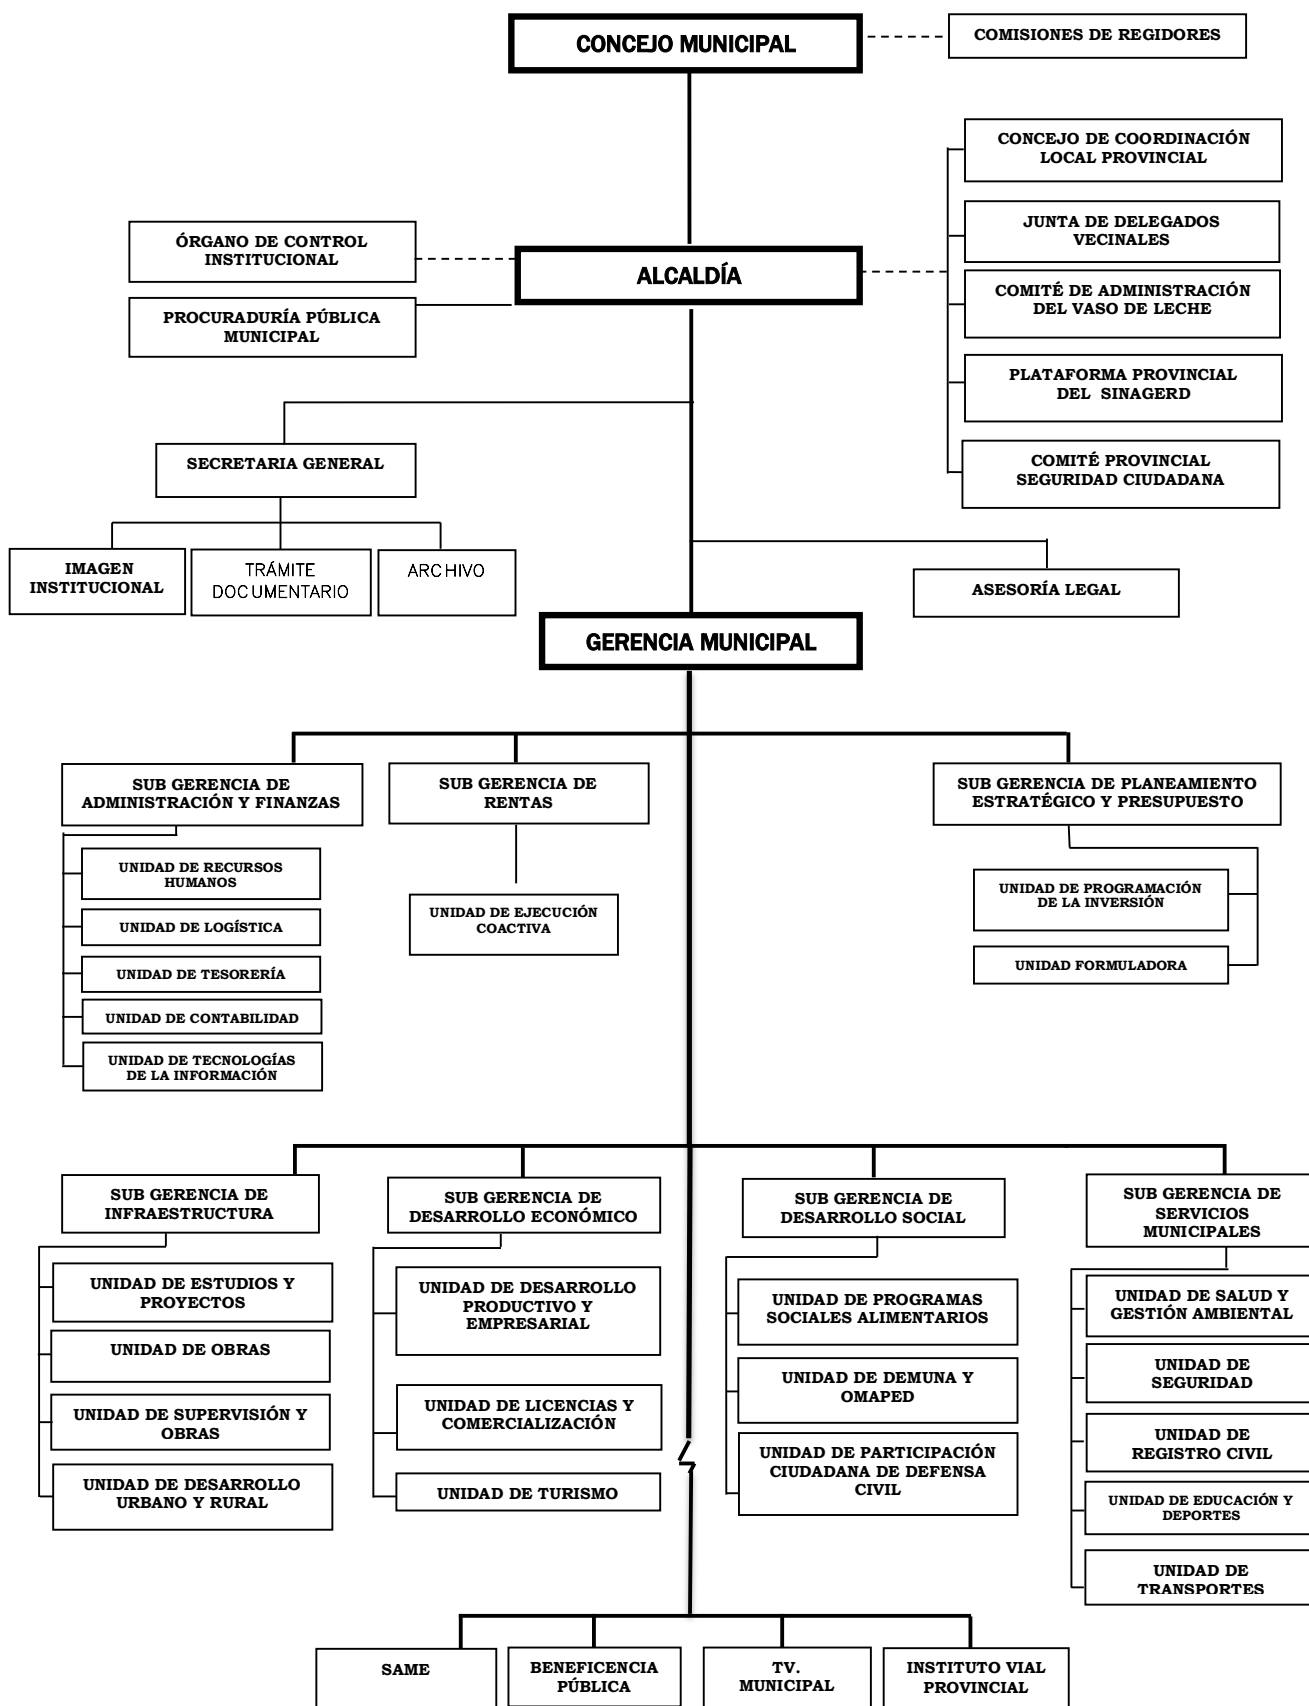 CONCEJO MUNICIPAL
COMISIONES DE REGIDORES
CONCEJO DE COORDINACIÓN
LOCAL PROVINCIAL
JUNTA DE DELEGADOS
VECINALES
ÓRGANO DE CONTROL
INSTITUCIONAL
ALCALDÍA
COMITÉ DE ADMINISTRACIÓN
DEL VASO DE LECHE
PROCURADURÍA PÚBLICA
MUNICIPAL
PLATAFORMA PROVINCIAL
DEL SINAGERD
SECRETARIA GENERAL
COMITÉ PROVINCIAL
SEGURIDAD CIUDADANA
IMAGEN
INSTITUCIONAL
TRÁMITE
DOCUMENTARIO
ARCHIVO
ASESORÍA LEGAL
GERENCIA MUNICIPAL
SUB GERENCIA DE
ADMINISTRACIÓN Y FINANZAS
SUB GERENCIA DE
RENTAS
SUB GERENCIA DE PLANEAMIENTO
ESTRATÉGICO Y PRESUPUESTO
UNIDAD DE RECURSOS
HUMANOS
UNIDAD DE LOGÍSTICA
UNIDAD DE TESORERÍA
UNIDAD DE CONTABILIDAD
UNIDAD DE TECNOLOGÍAS
DE LA INFORMACIÓN
UNIDAD DE EJECUCIÓN
COACTIVA
UNIDAD DE PROGRAMACIÓN
DE LA INVERSIÓN
UNIDAD FORMULADORA
SUB GERENCIA DE
INFRAESTRUCTURA
SUB GERENCIA DE
DESARROLLO ECONÓMICO
SUB GERENCIA DE
DESARROLLO SOCIAL
SUB GERENCIA DE
SERVICIOS
MUNICIPALES
UNIDAD DE ESTUDIOS Y
PROYECTOS
UNIDAD DE OBRAS
UNIDAD DE SUPERVISIÓN Y
OBRAS
UNIDAD DE DESARROLLO
URBANO Y RURAL
UNIDAD DE DESARROLLO
PRODUCTIVO Y
EMPRESARIAL
UNIDAD DE LICENCIAS Y
COMERCIALIZACIÓN
UNIDAD DE TURISMO
UNIDAD DE PROGRAMAS
SOCIALES ALIMENTARIOS
UNIDAD DE DEMUNA Y
OMAPED
UNIDAD DE PARTICIPACIÓN
CIUDADANA DE DEFENSA
CIVIL
UNIDAD DE SALUD Y
GESTIÓN AMBIENTAL
UNIDAD DE
SEGURIDAD
UNIDAD DE
REGISTRO CIVIL
UNIDAD DE EDUCACIÓN Y
DEPORTES
UNIDAD DE
TRANSPORTES
SAME
BENEFICENCIA
PÚBLICA
TV.
MUNICIPAL
INSTITUTO VIAL
PROVINCIAL